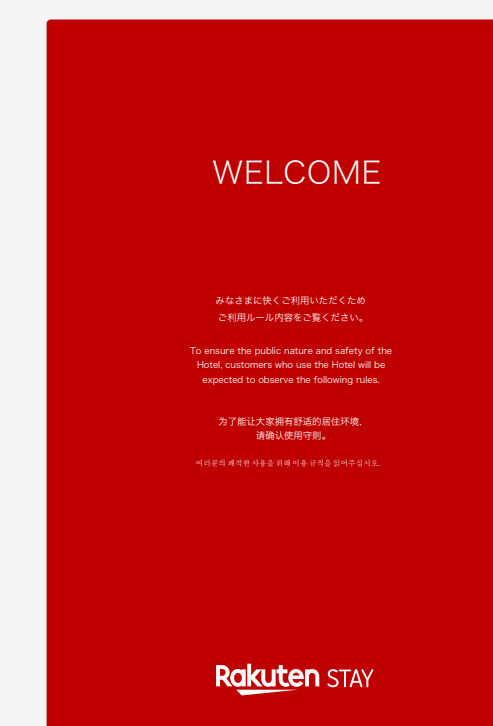 WELCOME
みなさまに快くご利用いただくため
ご利用ルール内容をご覧ください。
To ensure the public nature and safety of the
Hotel, customers who use the Hotel will be
expected to observe the following rules.
为了能让大家拥有舒适的居住环境,
请确认使用守则。
여러분의 쾌적한 사용을 위해 이용 규칙을 읽어주십시오.
Rakuten STAY